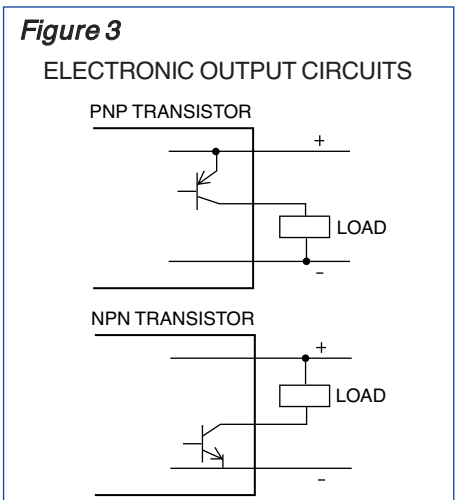 Figure 3
ELECTRONIC OUTPUT CIRCUITS
PNP TRANSISTOR
+
LOAD
–
NPN TRANSISTOR
+
LOAD
–